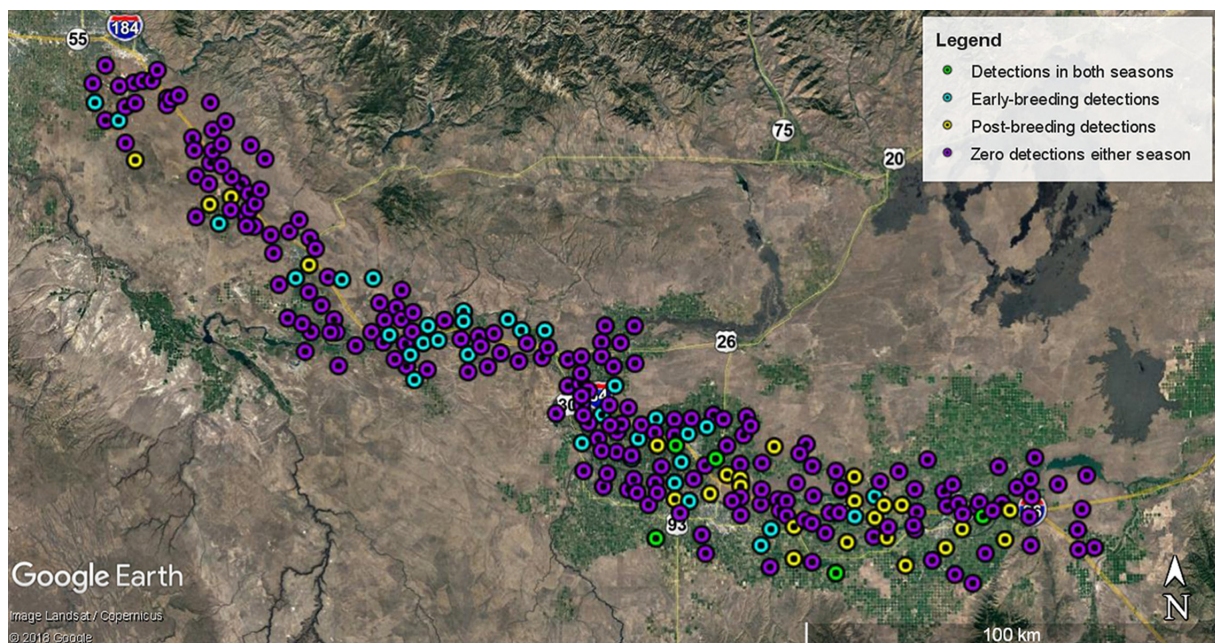 55
184
Legend
Detections in both seasons
Early-breeding detections
Post-breeding detections
Zero detections either season
75
20
26
30
93
Google Earth
Image Landsat / Copernicus
© 2018 Google
100 km
N